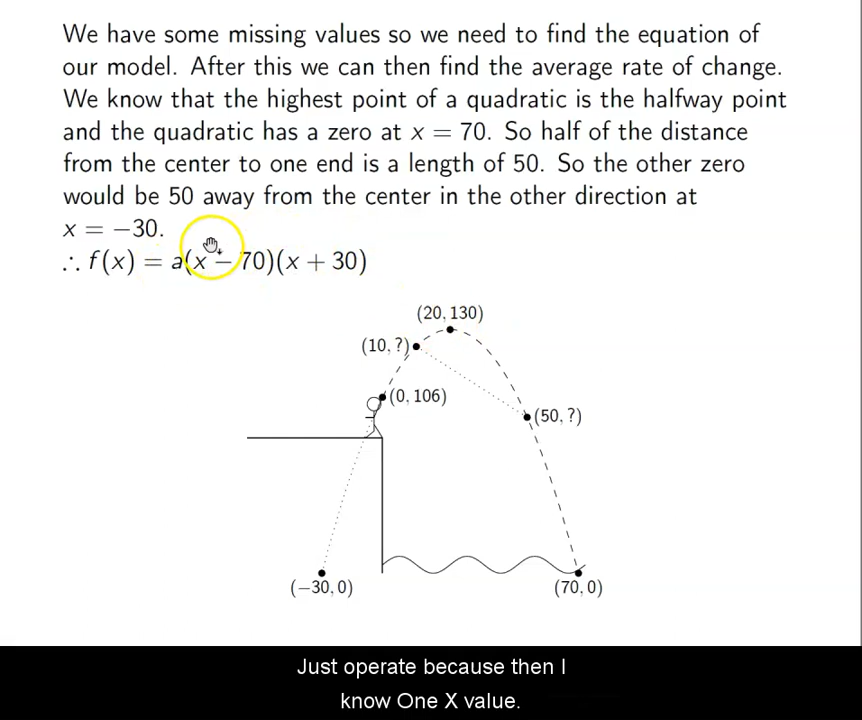 We have some missing values so we need to find the equation of
our model. After this we can then find the average rate of change.
We know that the highest point of a quadratic is the halfway point
and the quadratic has a zero at x = 70. So half of the distance
from the center to one end is a length of 50. So the other zero
would be 50 away from the center in the other direction at
x = −30.
∴ f(x) = a(x − 70)(x + 30)
(20, 130)
(10, ?)
(0, 106)
(50, ?)
(−30, 0)
(70, 0)
Just operate because then I
know One X value.